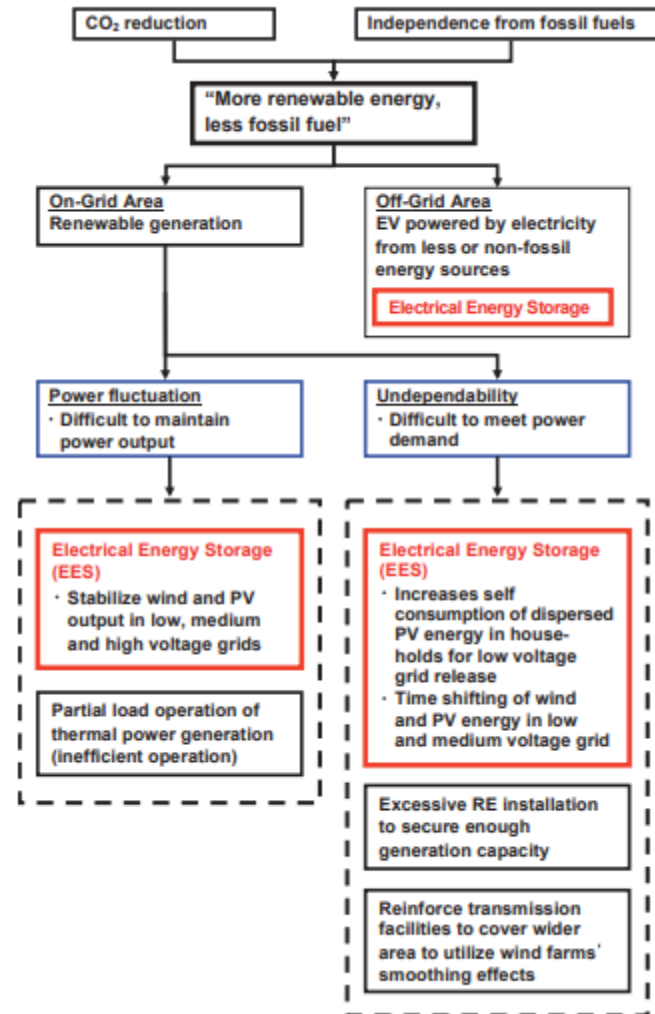 CO₂ reduction
Independence from fossil fuels
“More renewable energy,
less fossil fuel”
On-Grid Area
Renewable generation
Off-Grid Area
EV powered by electricity
from less or non-fossil
energy sources
Electrical Energy Storage
Power fluctuation
· Difficult to maintain
power output
Undependability
· Difficult to meet power
demand
Electrical Energy Storage
(EES)
· Stabilize wind and PV
output in low, medium
and high voltage grids
Partial load operation of
thermal power generation
(inefficient operation)
Electrical Energy Storage
(EES)
· Increases self
consumption of dispersed
PV energy in house-
holds for low voltage
grid release
· Time shifting of wind
and PV energy in low
and medium voltage grid
Excessive RE installation
to secure enough
generation capacity
Reinforce transmission
facilities to cover wider
area to utilize wind farms’
smoothing effects